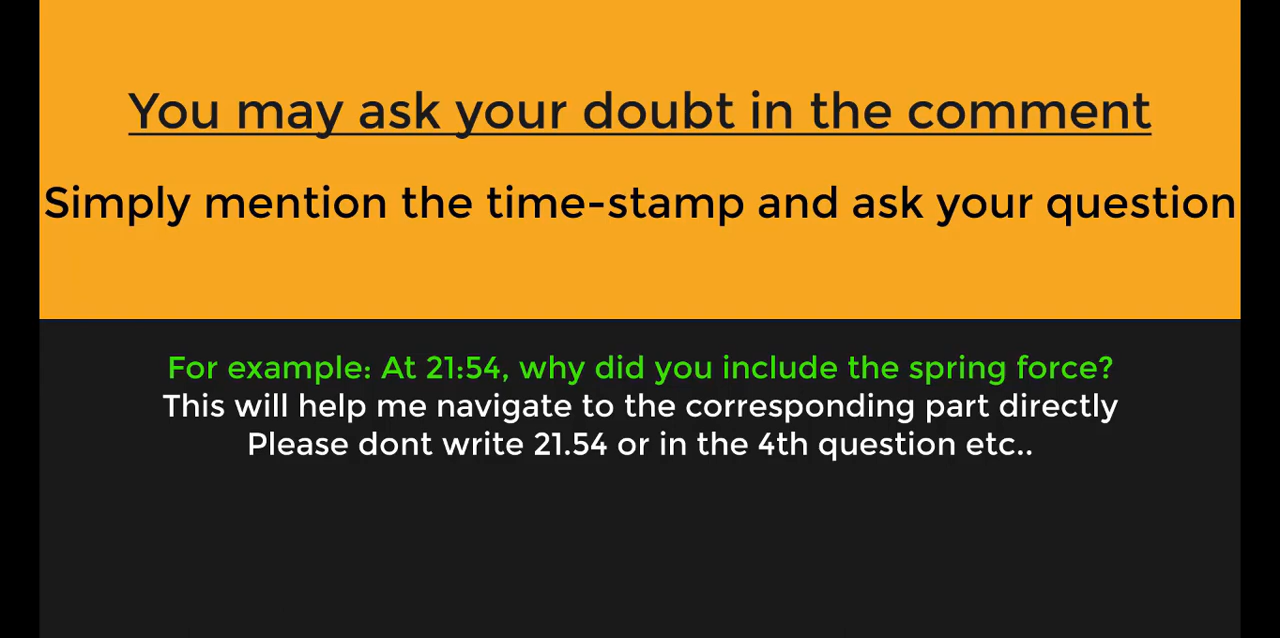 You may ask your doubt in the comment
Simply mention the time-stamp and ask your question
For example: At 21:54, why did you include the spring force?
This will help me navigate to the corresponding part directly
Please dont write 21.54 or in the 4th question etc..